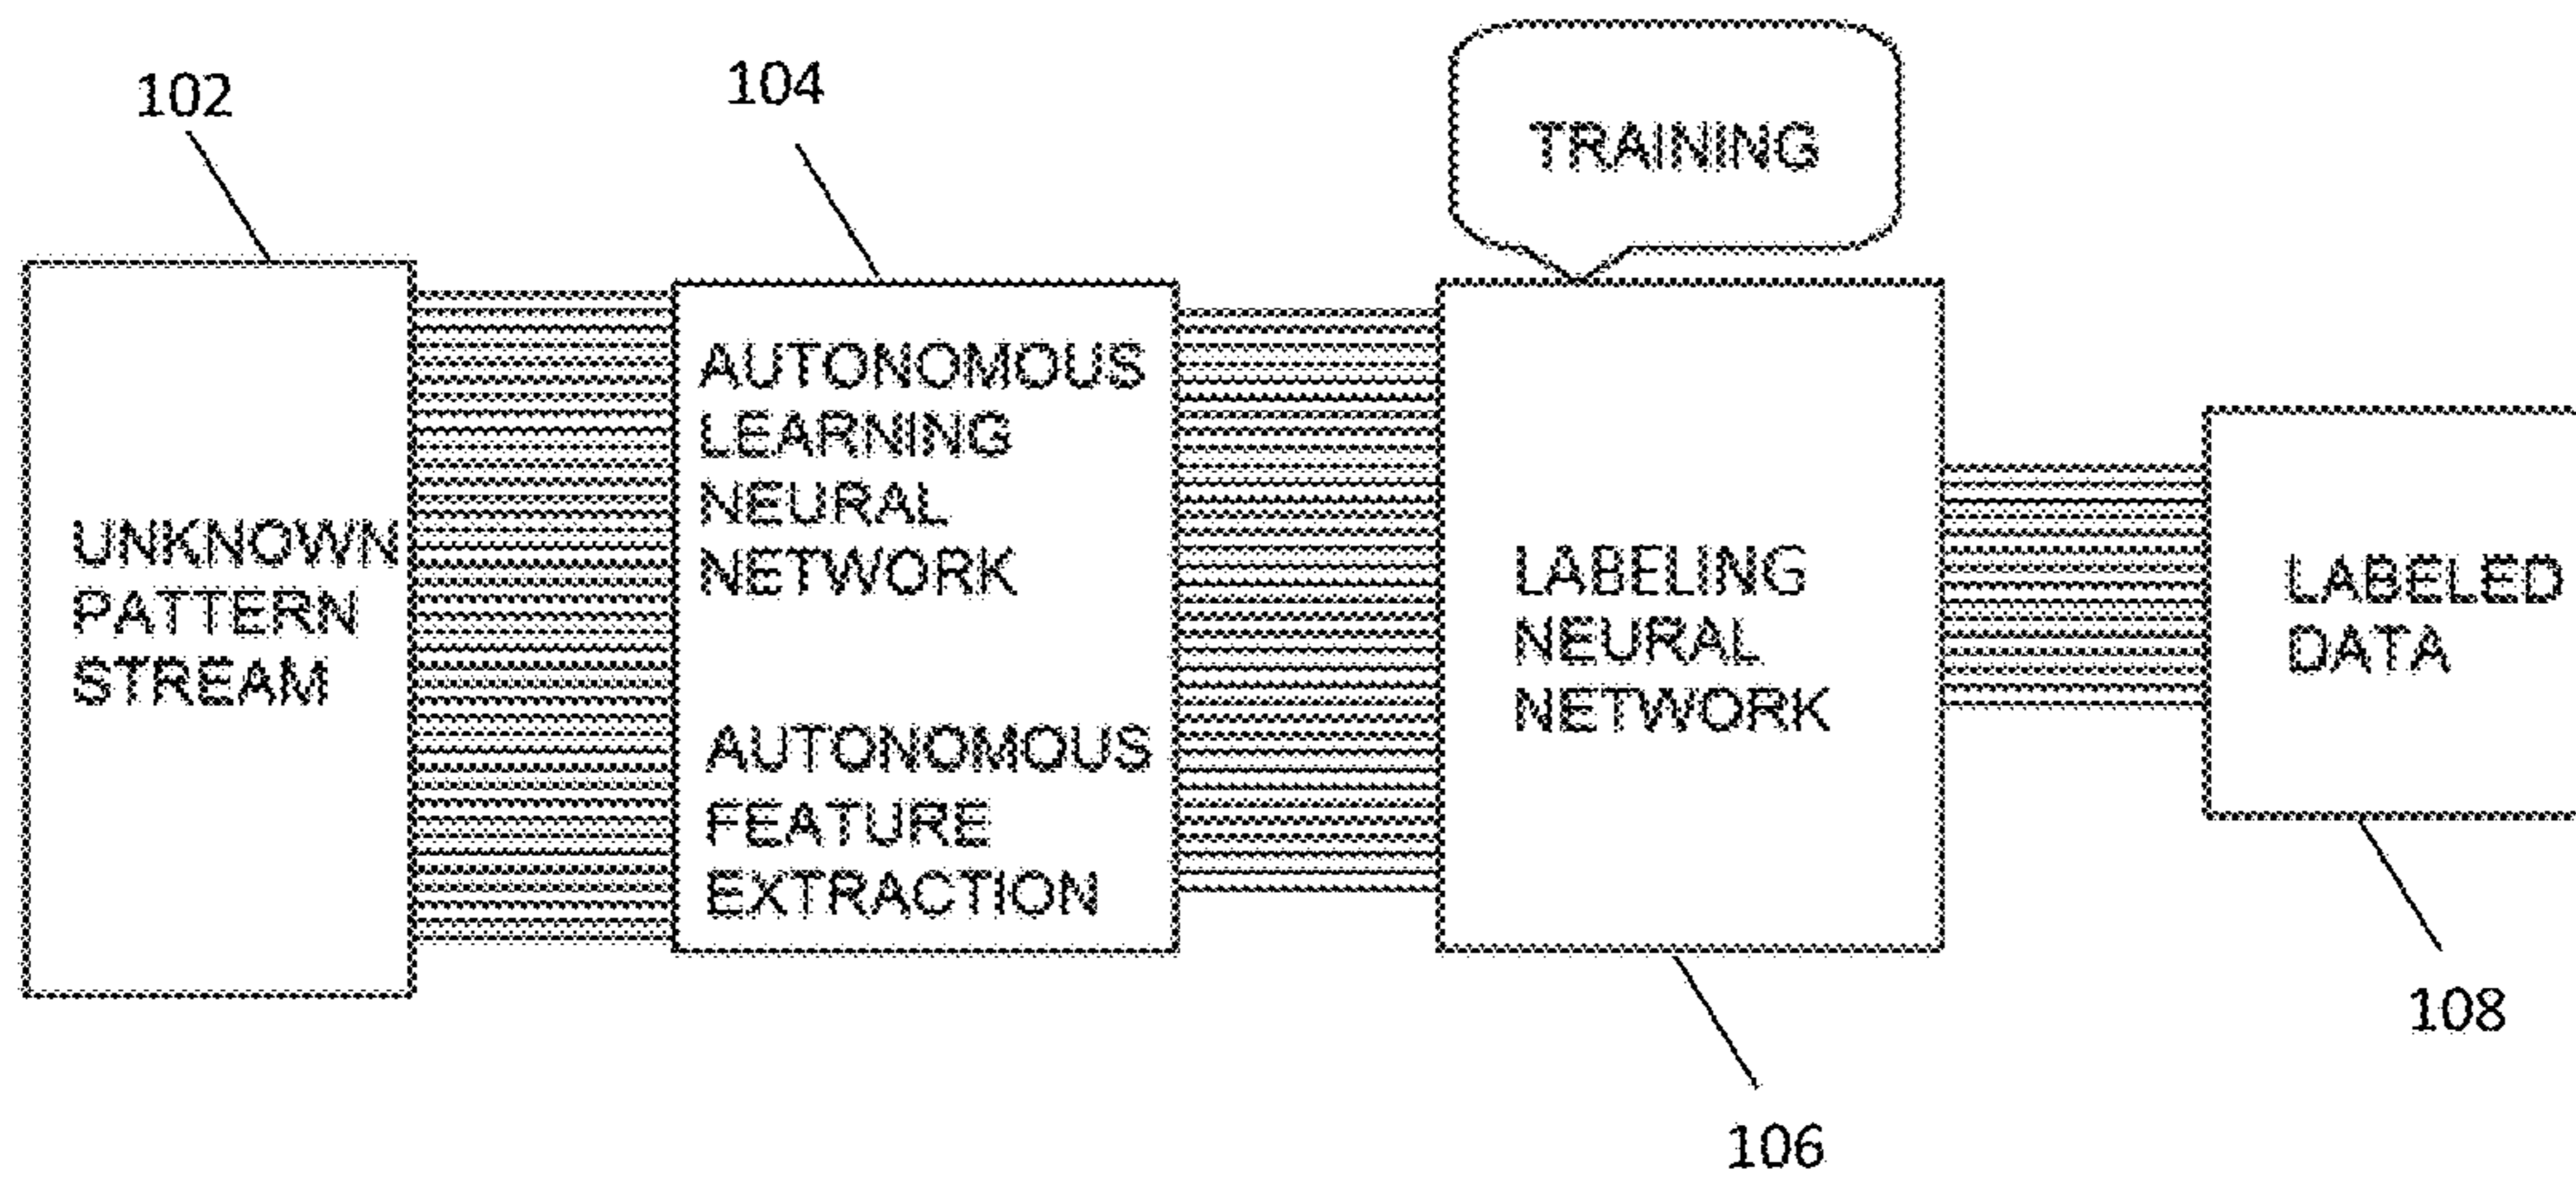 102
104
TRAINING
UNKNOWN
PATTERN
STREAM
AUTONOMOUS
LEARNING
NEURAL
NETWORK
AUTONOMOUS
FEATURE
EXTRACTION
LABELING
NEURAL
NETWORK
LABELED
DATA
108
106